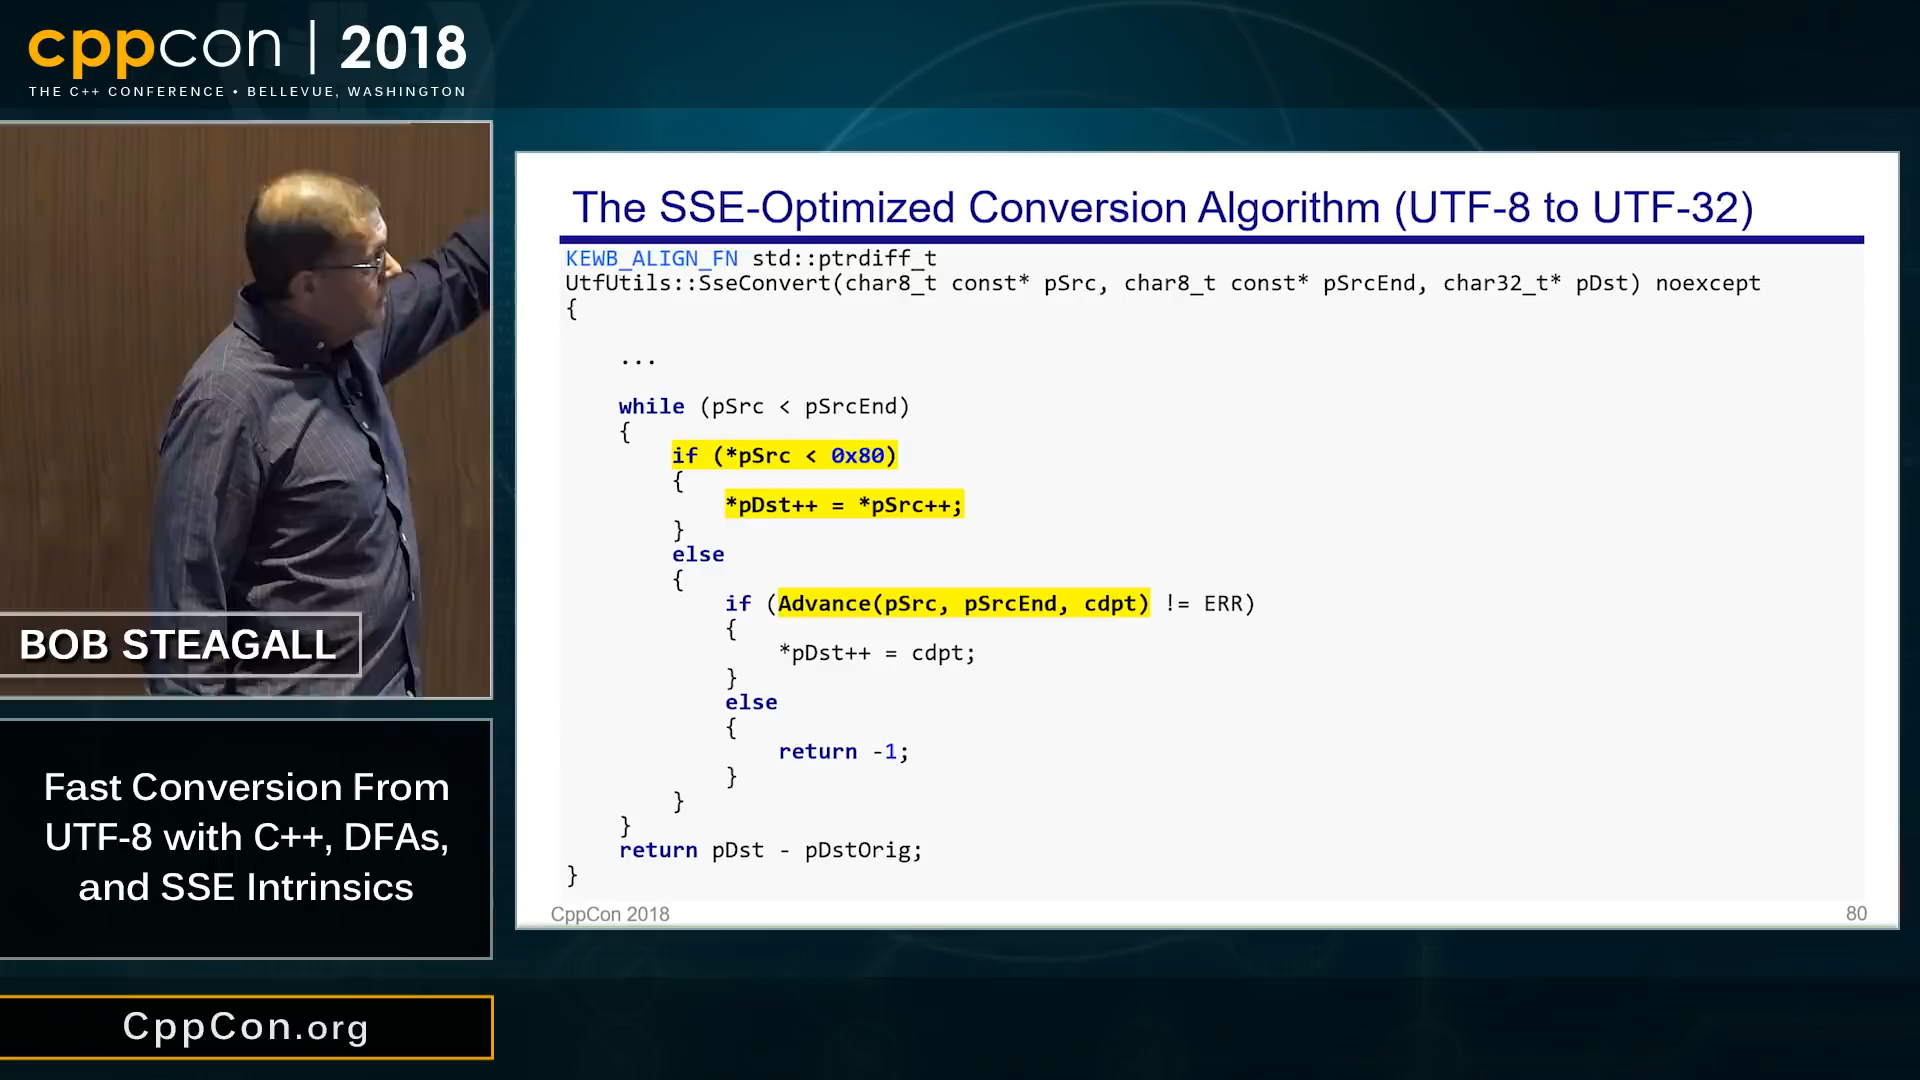 cppcon | 2018
THE C++ CONFERENCE • BELLEVUE, WASHINGTON
BOB STEAGALL
Fast Conversion From
UTF-8 with C++, DFAs,
and SSE Intrinsics
CppCon.org
The SSE-Optimized Conversion Algorithm (UTF-8 to UTF-32)
KEWB_ALIGN_FN std::ptrdiff_t
UtfUtils::SseConvert(char8_t const* pSrc, char8_t const* pSrcEnd, char32_t* pDst) noexcept
{
...
while (pSrc < pSrcEnd)
{
if (*pSrc < 0x80)
{
*pDst++ = *pSrc++;
}
else
{
if (Advance(pSrc, pSrcEnd, cdpt) != ERR)
{
*pDst++ = cdpt;
}
else
{
return -1;
}
}
}
return pDst - pDstOrig;
}
CppCon 2018
80